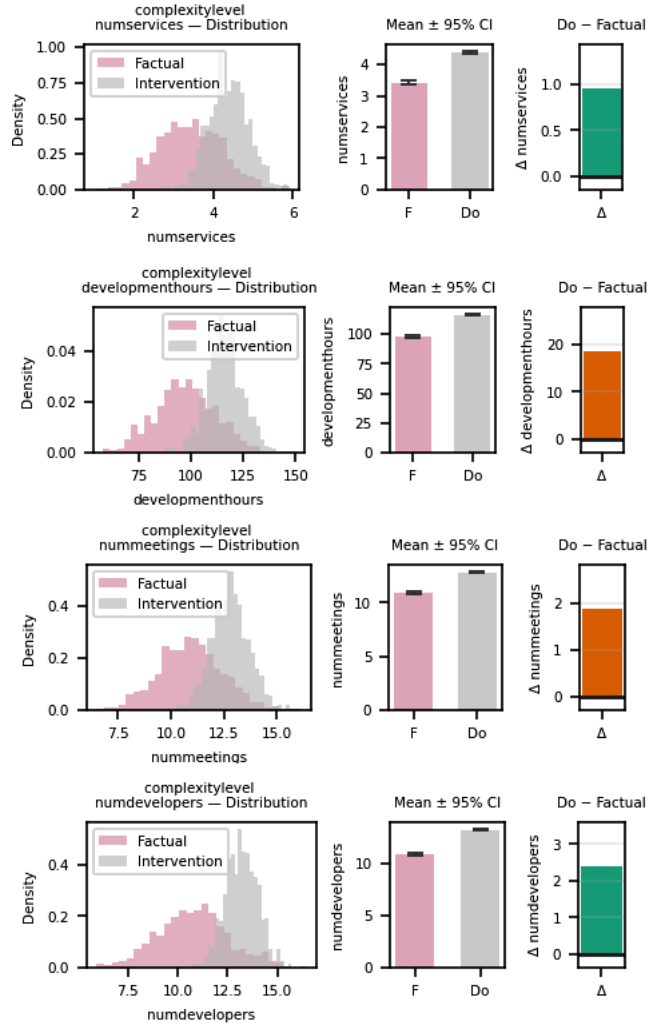 complexitylevel
numservices — Distribution
Mean ± 95% CI
Do − Factual
1.00
0.75
0.50
0.25
0.00
Density
Factual
Intervention
2
4
6
numservices
4
3
2
1
0
numservices
F
Do
1.0
0.5
0.0
Δ numservices
Δ
complexitylevel
developmenthours — Distribution
Mean ± 95% CI
Do − Factual
0.04
0.02
0.00
Density
Factual
Intervention
75
100
125
150
developmenthours
100
75
50
25
0
developmenthours
F
Do
20
10
0
Δ developmenthours
Δ
complexitylevel
nummeetings — Distribution
Mean ± 95% CI
Do − Factual
0.4
0.2
0.0
Density
Factual
Intervention
7.5
10.0
12.5
15.0
nummeetings
10
5
0
nummeetings
F
Do
2
1
0
Δ nummeetings
Δ
complexitylevel
numdevelopers — Distribution
Mean ± 95% CI
Do − Factual
0.4
0.2
0.0
Density
Factual
Intervention
7.5
10.0
12.5
15.0
numdevelopers
10
5
0
numdevelopers
F
Do
3
2
1
0
Δ numdevelopers
Δ